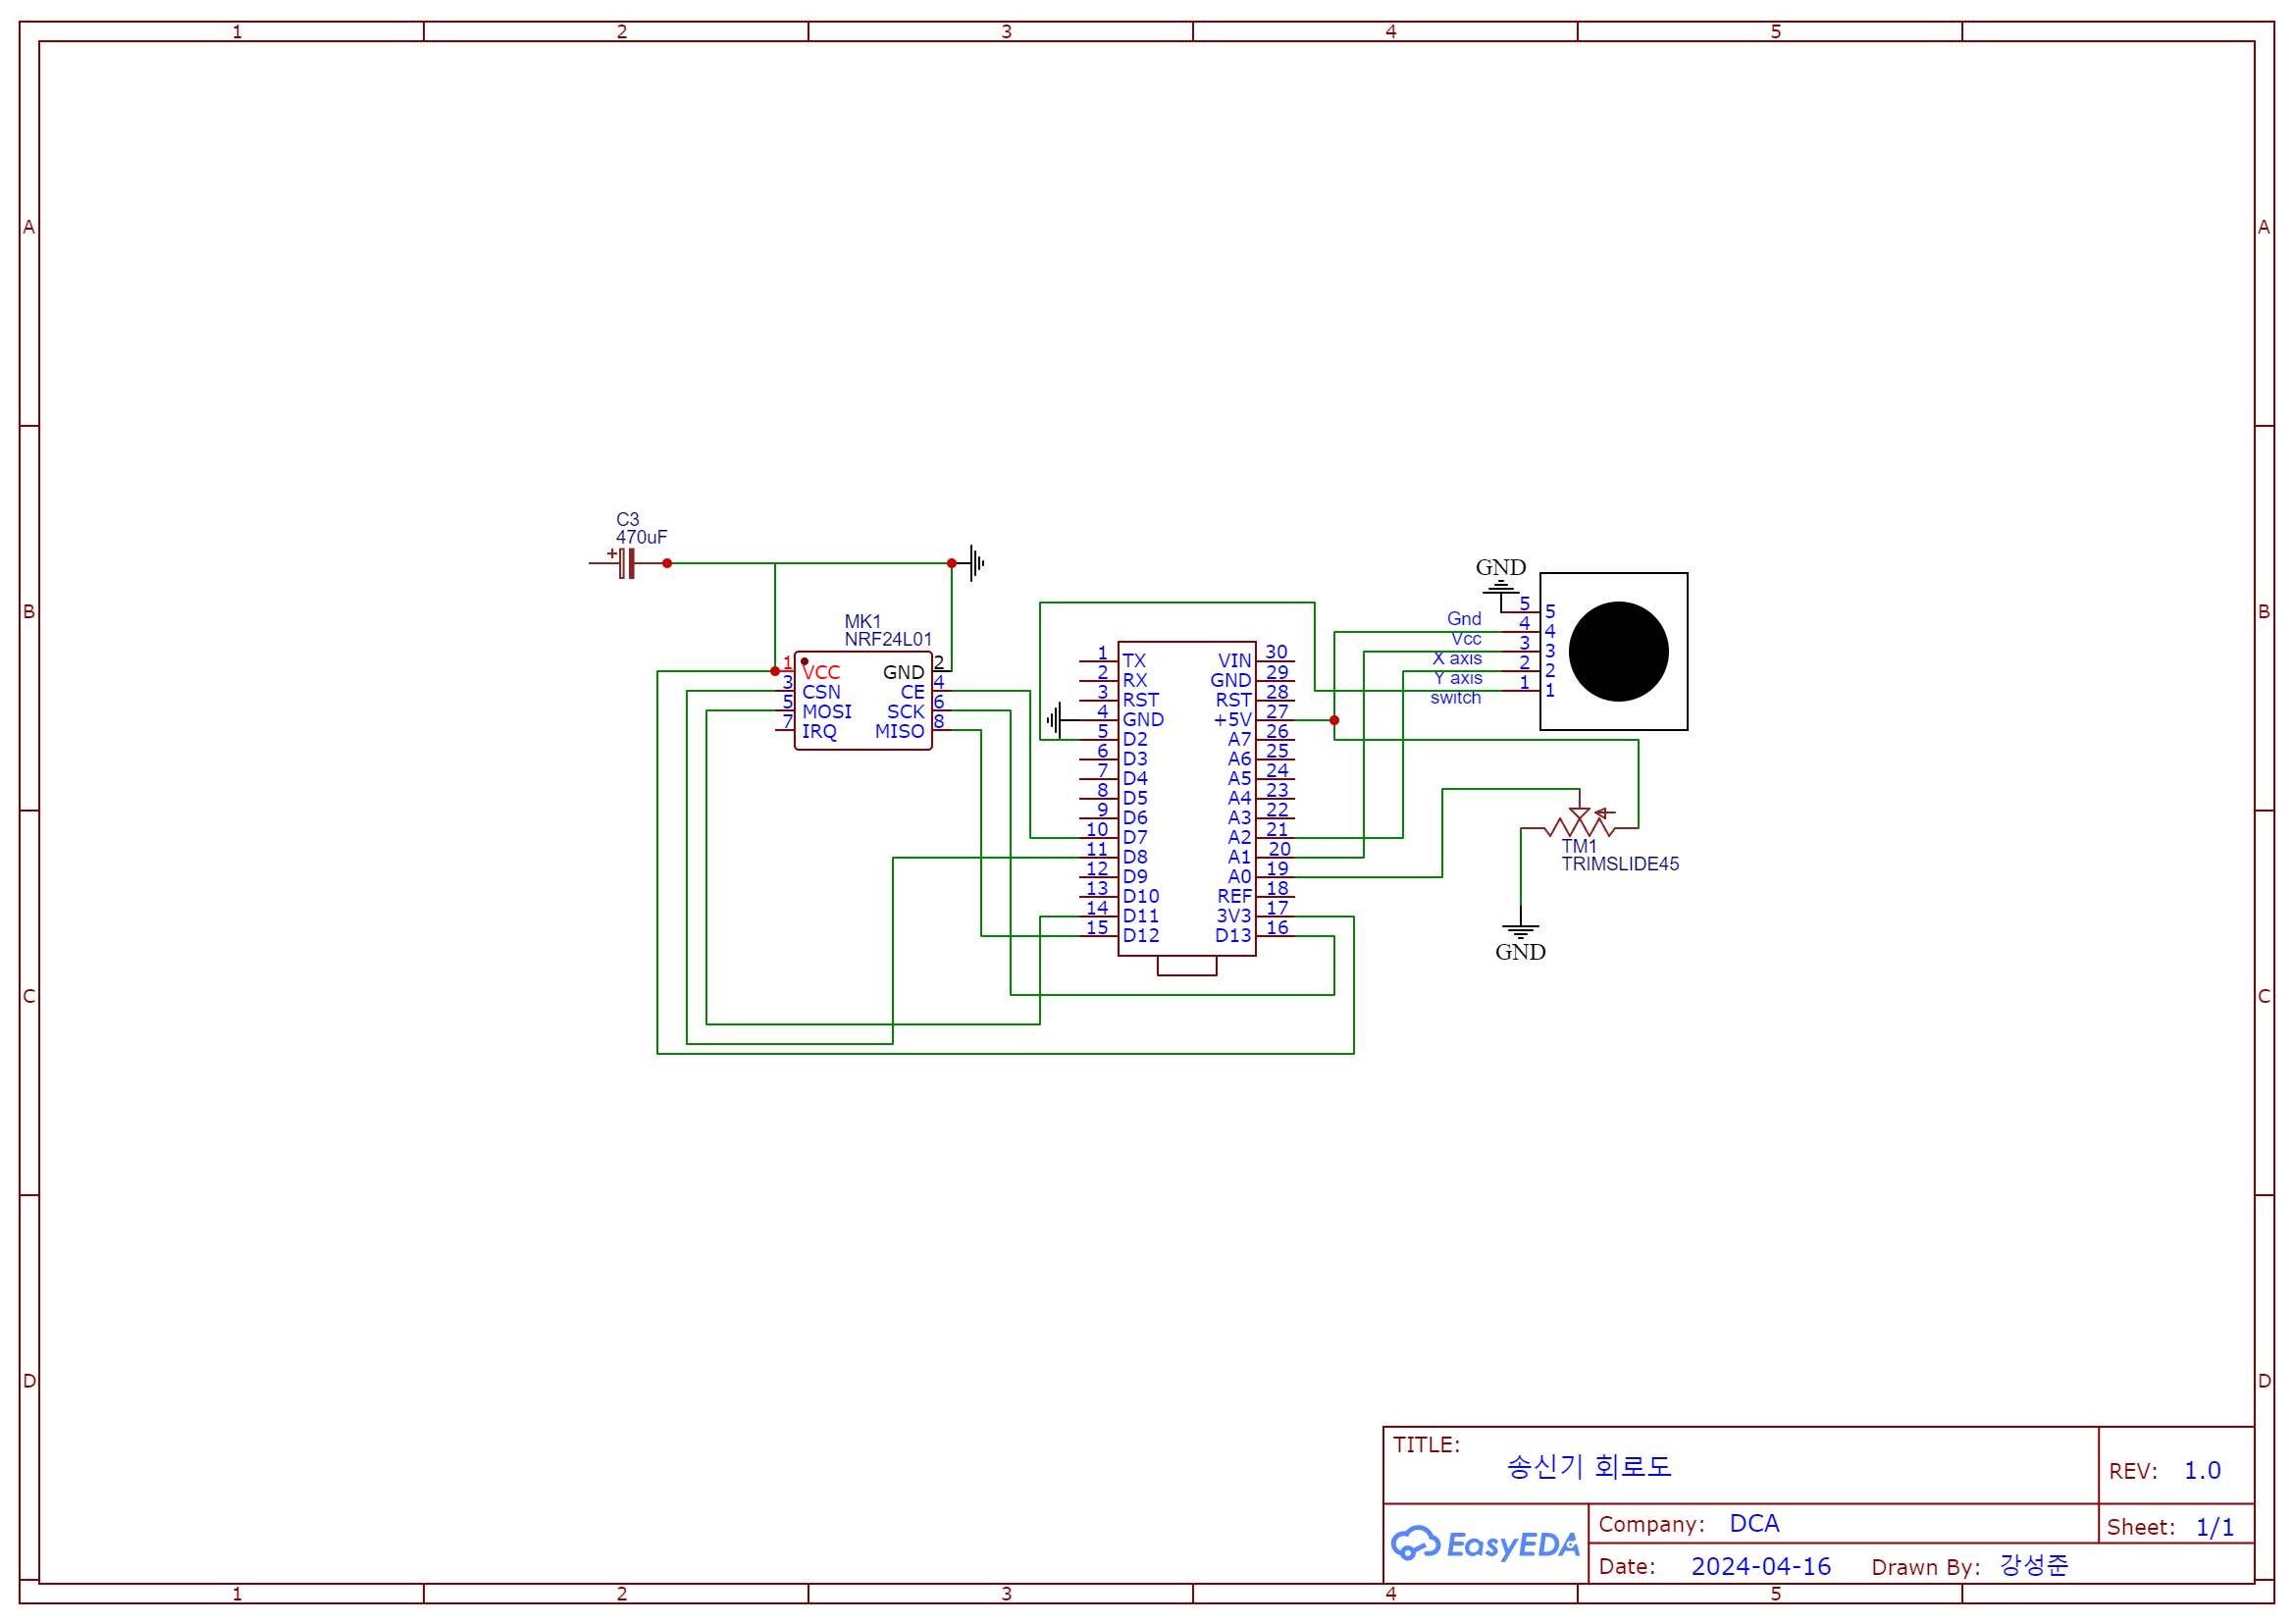 1 2 3 4 5
A A
B B
C C
D D
C3
470uF
+
MK1
NRF24L01
1 VCC GND 2
3 CSN CE 4
5 MOSI SCK 6
7 IRQ MISO 8
1 TX VIN 30
2 RX GND 29
3 RST RST 28
4 GND +5V 27
5 D2 A7 26
6 D3 A6 25
7 D4 A5 24
8 D5 A4 23
9 D6 A3 22
10 D7 A2 21
11 D8 A1 20
12 D9 A0 19
13 D10 REF 18
14 D11 3V3 17
15 D12 D13 16
GND
Gnd 5 5
Vcc 4 4
X axis 3 3
Y axis 2 2
switch 1 1
TM1
TRIMSLIDE45
GND
TITLE:
송신기 회로도
REV: 1.0
EasyEDA
Company: DCA
Sheet: 1/1
Date: 2024-04-16 Drawn By: 강성준
1 2 3 4 5